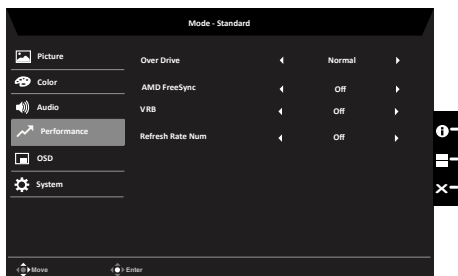 Mode - Standard
Picture
Over Drive Normal
Color
AMD FreeSync Off
Audio
VRB Off
Performance
Refresh Rate Num Off
OSD
System
Move Enter